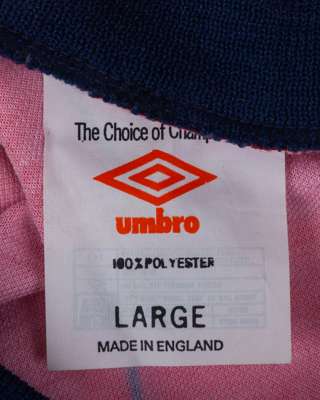 The Choice of Champ
umbro
100% POLYESTER
LARGE
MADE IN ENGLAND